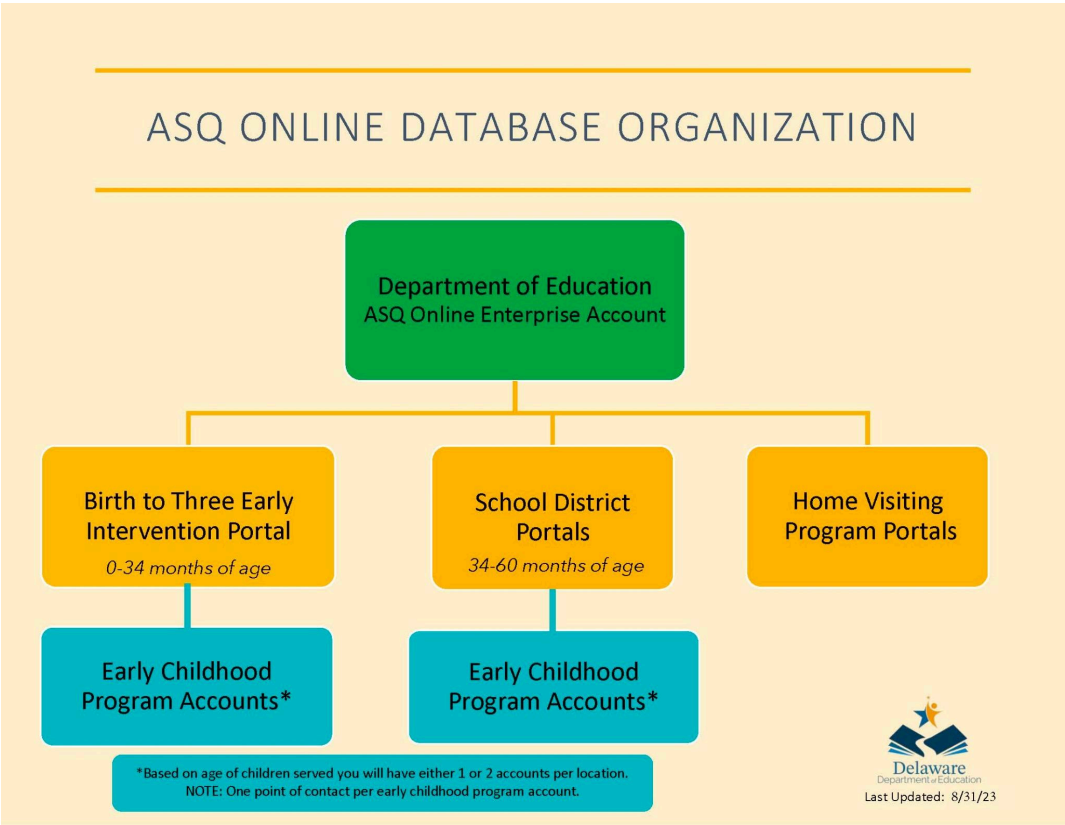 ASQ ONLINE DATABASE ORGANIZATION
Department of Education
ASQ Online Enterprise Account
Birth to Three Early
Intervention Portal
0-34 months of age
School District
Portals
34-60 months of age
Home Visiting
Program Portals
Early Childhood
Program Accounts*
Early Childhood
Program Accounts*
*Based on age of children served you will have either 1 or 2 accounts per location.
NOTE: One point of contact per early childhood program account.
Delaware
Department of Education
Last Updated: 8/31/23